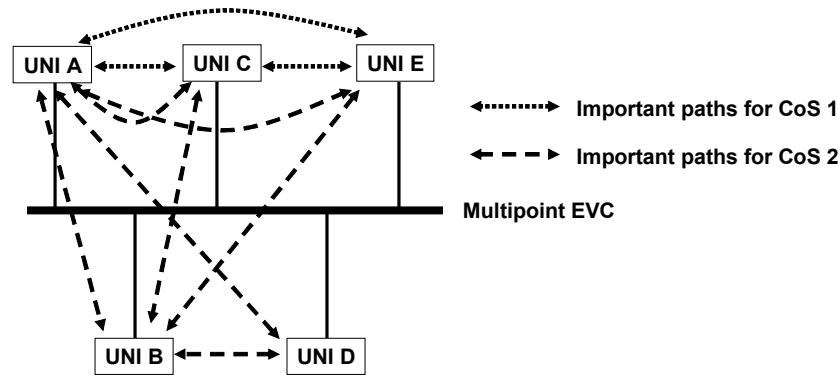 UNI A
UNI C
UNI E
Important paths for CoS 1
Important paths for CoS 2
Multipoint EVC
UNI B
UNI D